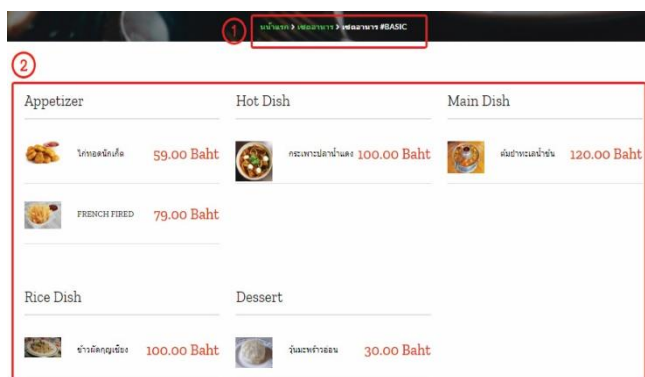 1
หน้าแรก > เซตอาหาร > เซตอาหาร #BASIC
2
Appetizer
ไก่ทอดนักเก็ต 59.00 Baht
FRENCH FIRED 79.00 Baht
Hot Dish
กระเพาะปลาน้ำแดง 100.00 Baht
Main Dish
ต้มยำทะเลน้ำข้น 120.00 Baht
Rice Dish
ข้าวผัดกุญเชียง 100.00 Baht
Dessert
วุ้นมะพร้าวอ่อน 30.00 Baht